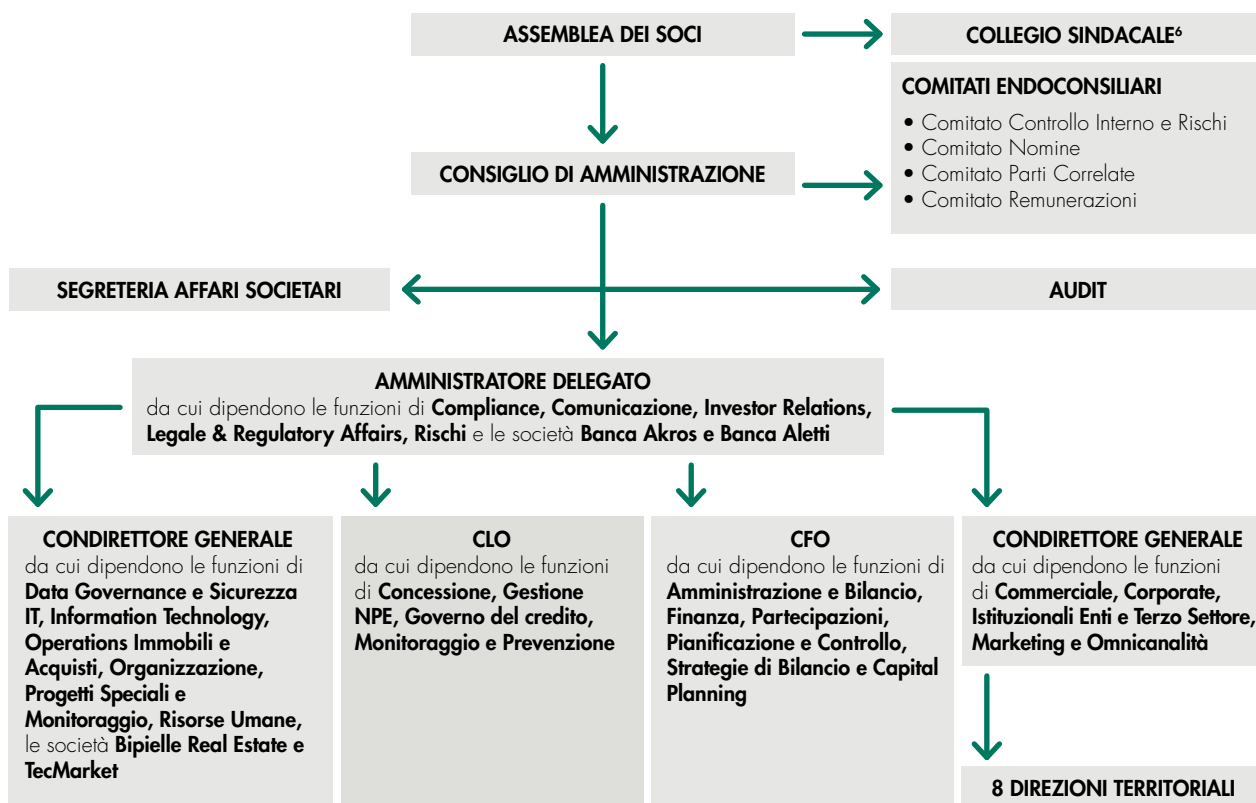 ASSEMBLEA DEI SOCI
COLLEGIO SINDACALE⁶
COMITATI ENDOCONSILIARI
• Comitato Controllo Interno e Rischi
• Comitato Nomine
• Comitato Parti Correlate
• Comitato Remunerazioni
CONSIGLIO DI AMMINISTRAZIONE
SEGRETERIA AFFARI SOCIETARI
AUDIT
AMMINISTRATORE DELEGATO
da cui dipendono le funzioni di Compliance, Comunicazione, Investor Relations,
Legale & Regulatory Affairs, Rischi e le società Banca Akros e Banca Aletti
CONDIRETTORE GENERALE
da cui dipendono le funzioni di
Data Governance e Sicurezza
IT, Information Technology,
Operations Immobili e
Acquisti, Organizzazione,
Progetti Speciali e
Monitoraggio, Risorse Umane,
le società Bipielle Real Estate e
TecMarket
CLO
da cui dipendono le funzioni
di Concessione, Gestione
NPE, Governo del credito,
Monitoraggio e Prevenzione
CFO
da cui dipendono le funzioni di
Amministrazione e Bilancio,
Finanza, Partecipazioni,
Pianificazione e Controllo,
Strategie di Bilancio e Capital
Planning
CONDIRETTORE GENERALE
da cui dipendono le funzioni
di Commerciale, Corporate,
Istituzionali Enti e Terzo Settore,
Marketing e Omnicanalità
8 DIREZIONI TERRITORIALI